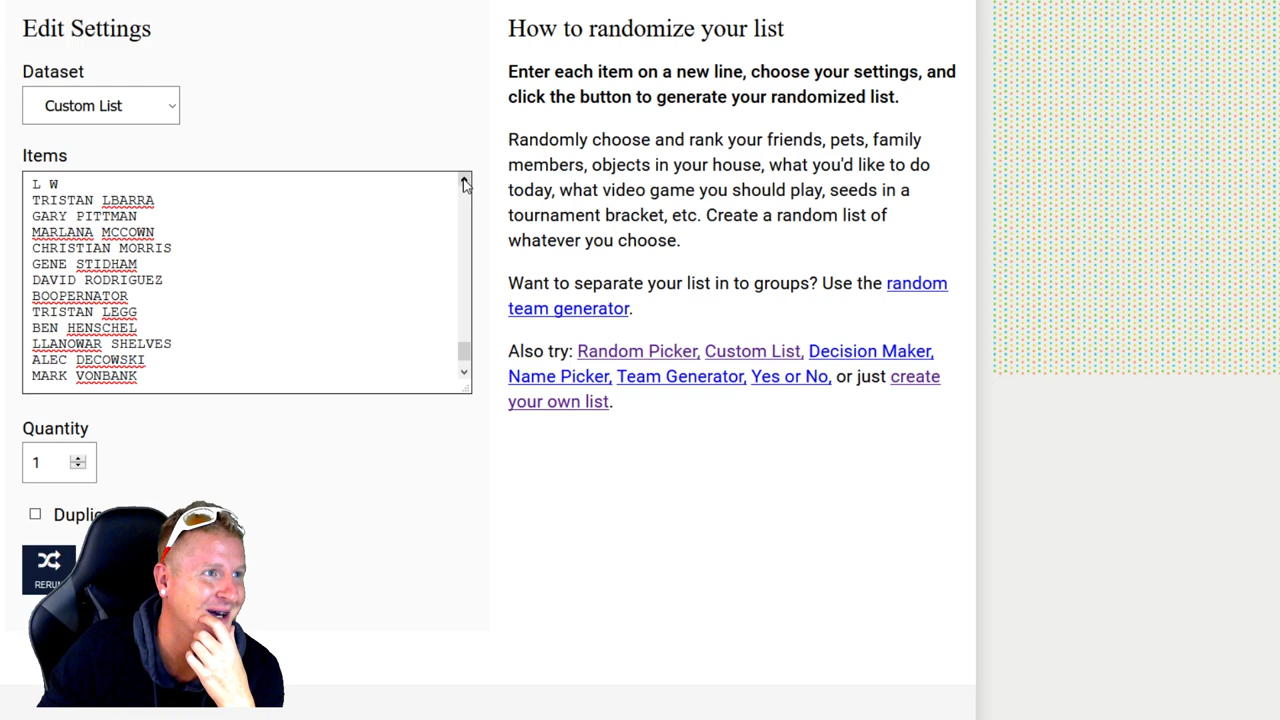 Edit Settings
Dataset
Custom List
Items
L W
TRISTAN LBARRA
GARY PITTMAN
MARLANA MCCOWN
CHRISTIAN MORRIS
GENE STIDHAM
DAVID RODRIGUEZ
BOOPERNATOR
TRISTAN LEGG
BEN HENSCHEL
LLANOWAR SHELVES
ALEC DECOWSKI
MARK VONBANK
Quantity
1
How to randomize your list
Enter each item on a new line, choose your settings, and
click the button to generate your randomized list.
Randomly choose and rank your friends, pets, family
members, objects in your house, what you'd like to do
today, what video game you should play, seeds in a
tournament bracket, etc. Create a random list of
whatever you choose.
Want to separate your list in to groups? Use the random
team generator.
Also try: Random Picker, Custom List, Decision Maker,
Name Picker, Team Generator, Yes or No, or just create
your own list.